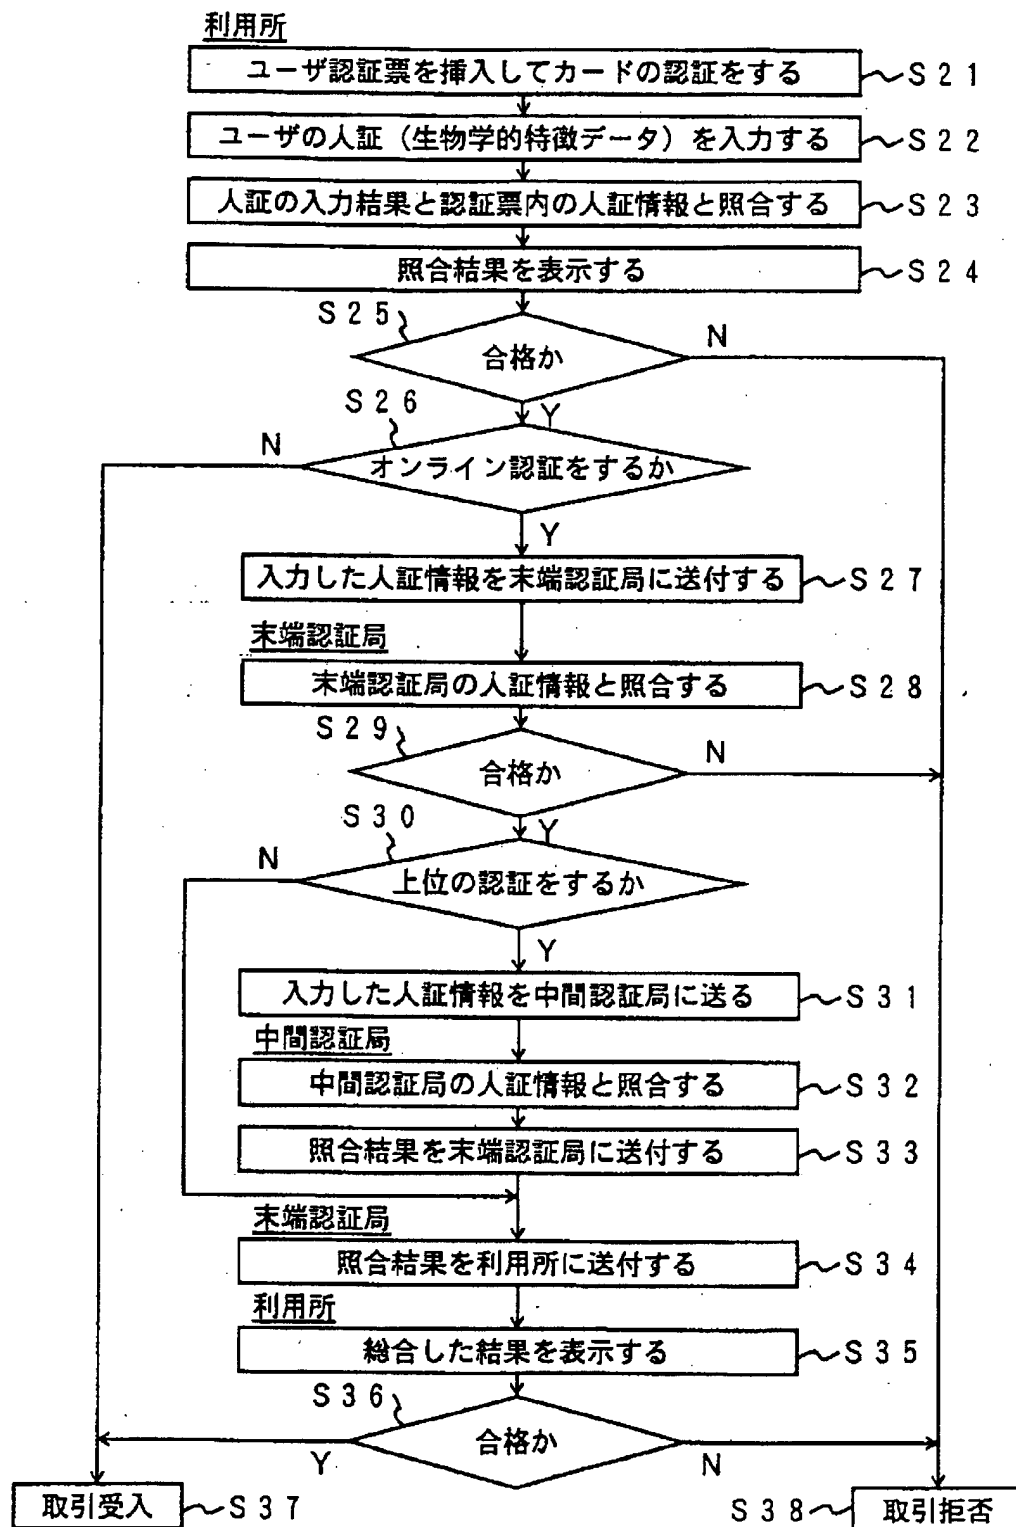 利用所
ユーザ認証票を挿入してカードの認証をする
S21
ユーザの人証（生物学的特徴データ）を入力する
S22
人証の入力結果と認証票内の人証情報と照合する
S23
照合結果を表示する
S24
S25
合格か
N
Y
S26
オンライン認証をするか
N
Y
入力した人証情報を末端認証局に送付する
S27
末端認証局
末端認証局の人証情報と照合する
S28
S29
合格か
N
Y
S30
上位の認証をするか
N
Y
入力した人証情報を中間認証局に送る
S31
中間認証局
中間認証局の人証情報と照合する
S32
照合結果を末端認証局に送付する
S33
末端認証局
照合結果を利用所に送付する
S34
利用所
総合した結果を表示する
S35
S36
合格か
Y
N
取引受入
S37
S38
取引拒否